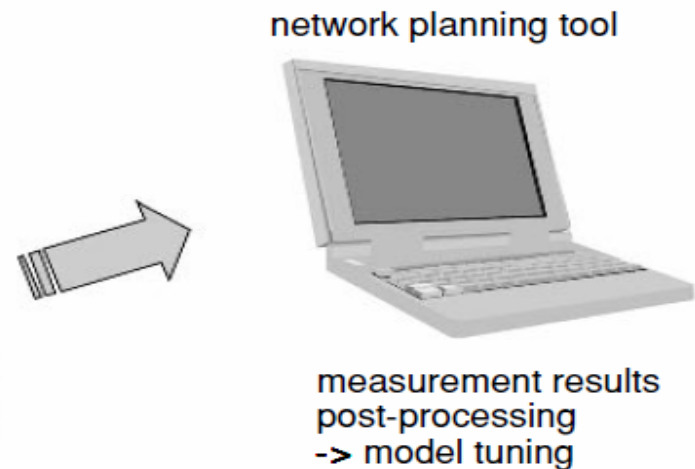 network planning tool
measurement results
post-processing
-> model tuning